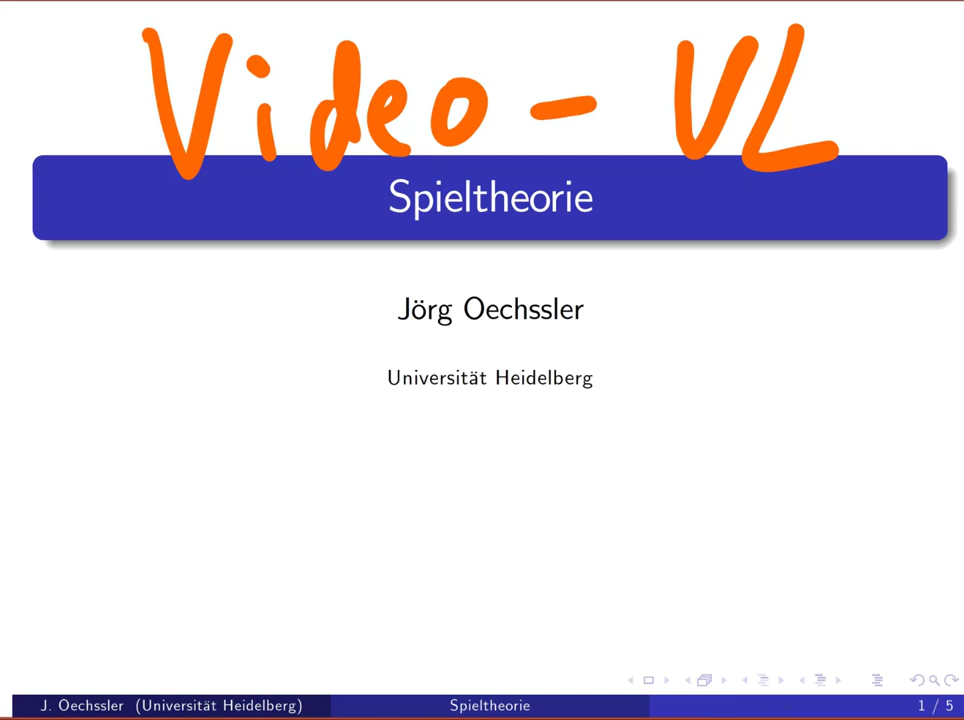 Video - VL
Spieltheorie
Jörg Oechssler
Universität Heidelberg
J. Oechssler (Universität Heidelberg) Spieltheorie 1 / 5